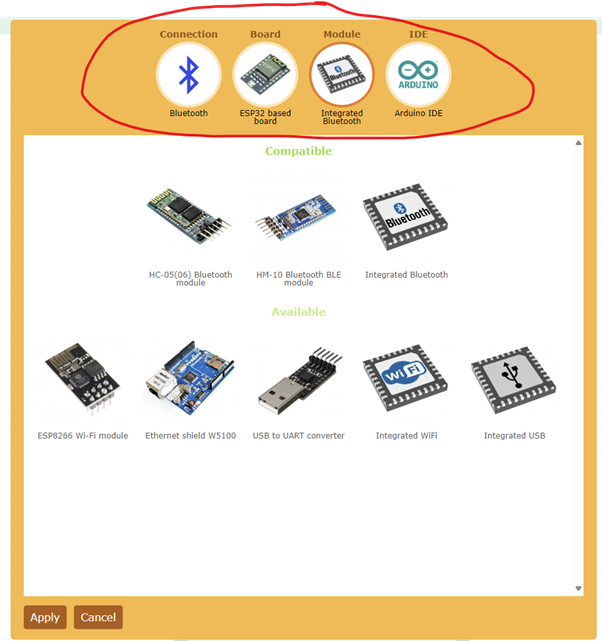 Connection Board Module IDE
Bluetooth
ARDUINO
Bluetooth ESP32 based Integrated Arduino IDE
board Bluetooth
Compatible
Bluetooth
HC-05(06) Bluetooth HM-10 Bluetooth BLE Integrated Bluetooth
module module
Available
WiFi
ESP8266 Wi-Fi module Ethernet shield W5100 USB to UART converter Integrated WiFi Integrated USB
Apply Cancel